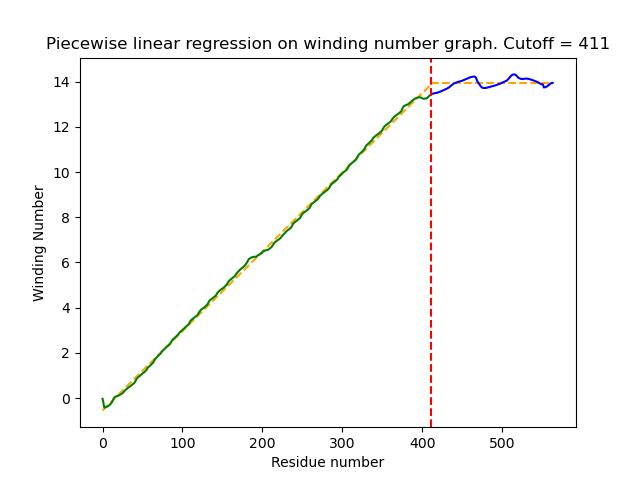 Piecewise linear regression on winding number graph. Cutoff = 411
14
12
10
8
6
4
2
0
Winding Number
0 100 200 300 400 500
Residue number